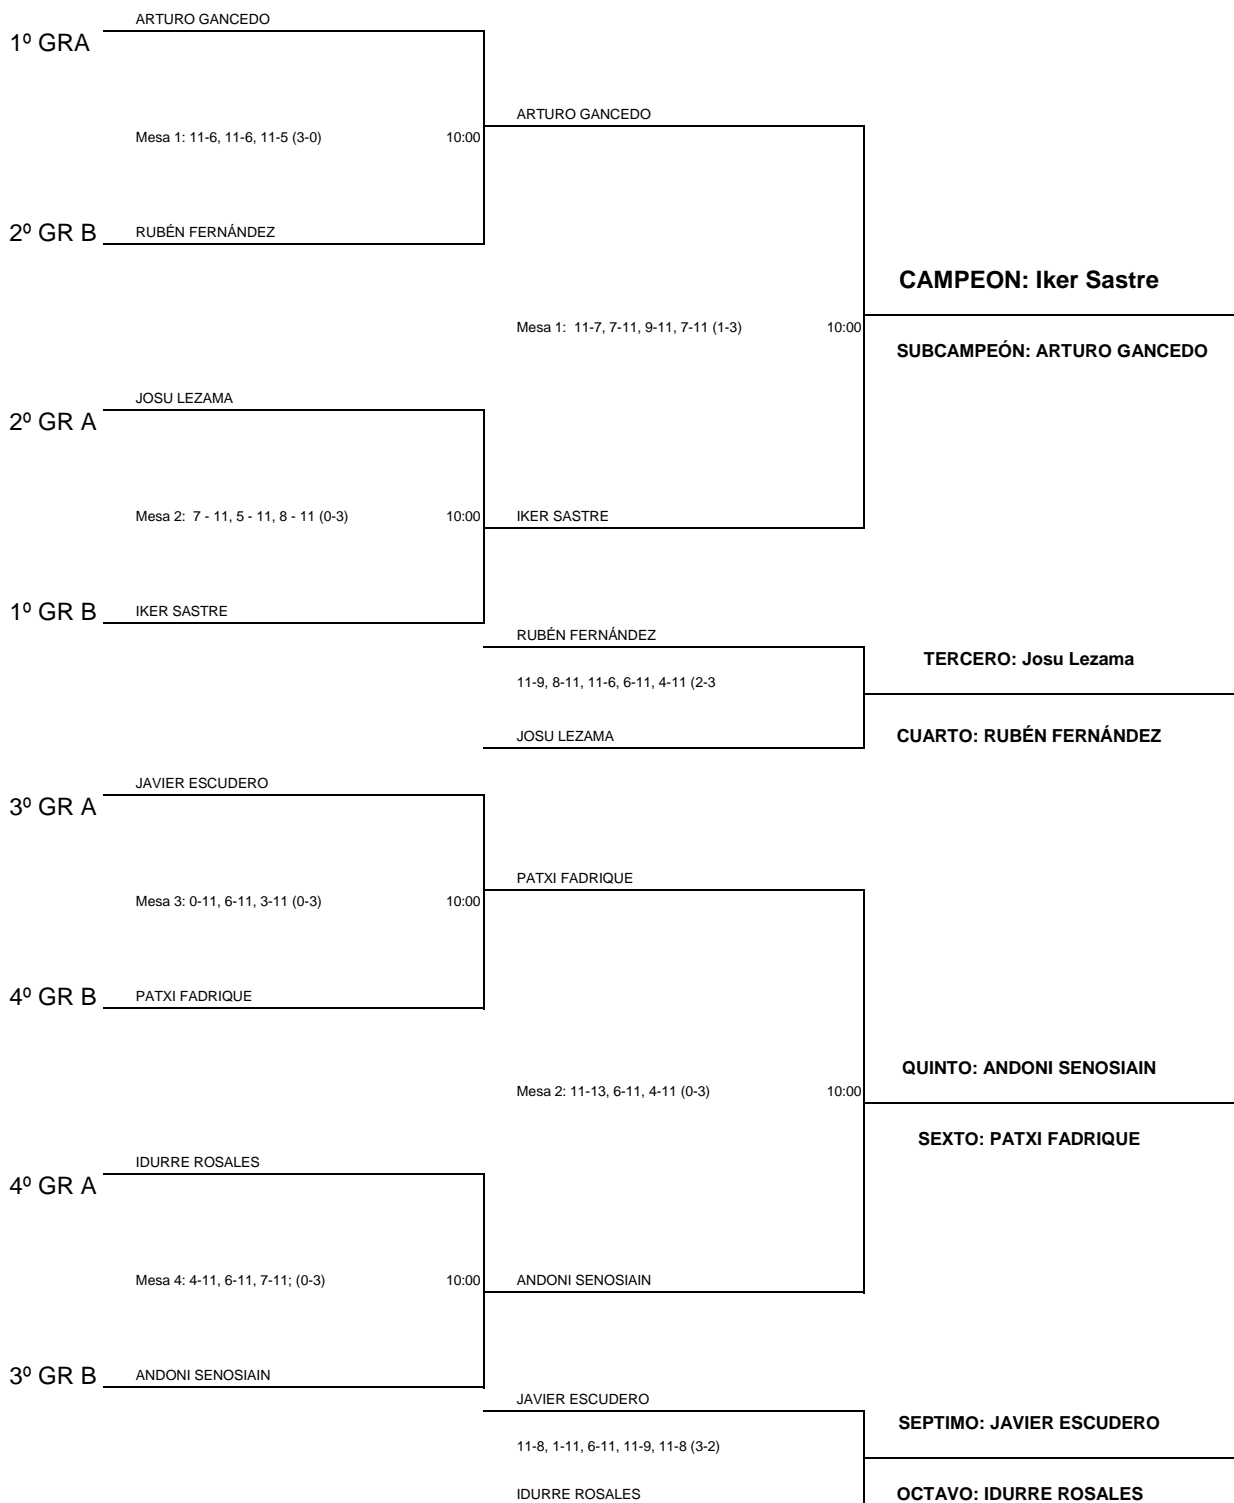 ARTURO GANCEDO
1º GRA
ARTURO GANCEDO
Mesa 1: 11-6, 11-6, 11-5 (3-0) 10:00
2º GR B RUBÉN FERNÁNDEZ
CAMPEON: Iker Sastre
Mesa 1: 11-7, 7-11, 9-11, 7-11 (1-3) 10:00
SUBCAMPEÓN: ARTURO GANCEDO
JOSU LEZAMA
2º GR A
Mesa 2: 7 - 11, 5 - 11, 8 - 11 (0-3) 10:00 IKER SASTRE
1º GR B IKER SASTRE
RUBÉN FERNÁNDEZ
TERCERO: Josu Lezama
11-9, 8-11, 11-6, 6-11, 4-11 (2-3
JOSU LEZAMA CUARTO: RUBÉN FERNÁNDEZ
JAVIER ESCUDERO
3º GR A
PATXI FADRIQUE
Mesa 3: 0-11, 6-11, 3-11 (0-3) 10:00
4º GR B PATXI FADRIQUE
QUINTO: ANDONI SENOSIAIN
Mesa 2: 11-13, 6-11, 4-11 (0-3) 10:00
SEXTO: PATXI FADRIQUE
IDURRE ROSALES
4º GR A
Mesa 4: 4-11, 6-11, 7-11; (0-3) 10:00 ANDONI SENOSIAIN
3º GR B ANDONI SENOSIAIN
JAVIER ESCUDERO
SEPTIMO: JAVIER ESCUDERO
11-8, 1-11, 6-11, 11-9, 11-8 (3-2)
IDURRE ROSALES OCTAVO: IDURRE ROSALES